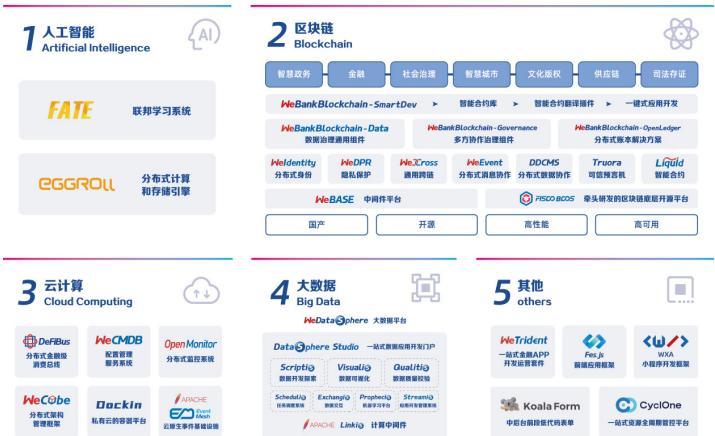 1 人工智能
Artificial Intelligence
AI
FATE 联邦学习系统
EGGROLL 分布式计算
和存储引擎
2 区块链
Blockchain
智慧政务 金融 社会治理 智慧城市 文化版权 供应链 司法存证
WeBankBlockchain-SmartDev 智能合约库 智能合约翻译插件 一键式应用开发
WeBankBlockchain-Data
数据治理通用组件
WeBankBlockchain-Governance
多方协作治理组件
WeBankBlockchain-OpenLedger
分布式账本解决方案
WeIdentity
分布式身份
WeDPR
隐私保护
WeCross
通用跨链
WeEvent
分布式消息协作
DDCMS
分布式数据协作
Truora
可信预言机
Liquid
智能合约
WeBASE 中间件平台
FISCO BCOS 牵头研发的区块链底层开源平台
国产 开源 高性能 高可用
3 云计算
Cloud Computing
DeFiBus
分布式金融级
消息总线
WeCMDB
配置管理
服务系统
Open Monitor
分布式监控系统
WeCube
分布式架构
管理框架
Dockin
私有云的容器平台
APACHE
Event
Mesh
云原生事件基础设施
4 大数据
Big Data
WeDataSphere 大数据平台
DataSphere Studio 一站式数据应用开发门户
Scriptis
数据开发探索
Visualis
数据可视化
Qualitis
数据质量校验
Schedulis
任务调度系统
Exchangis
数据交互
Prophecis
机器学习平台
Streamis
应用开发管理系统
APACHE Linkis 计算中间件
5 其他
others
WeTrident
一站式金融APP
开发运营套件
Fes.js
前端应用框架
WXA
小程序开发框架
Koala Form
中后台前段低代码表单
CyclOne
一站式资源全周期管控平台